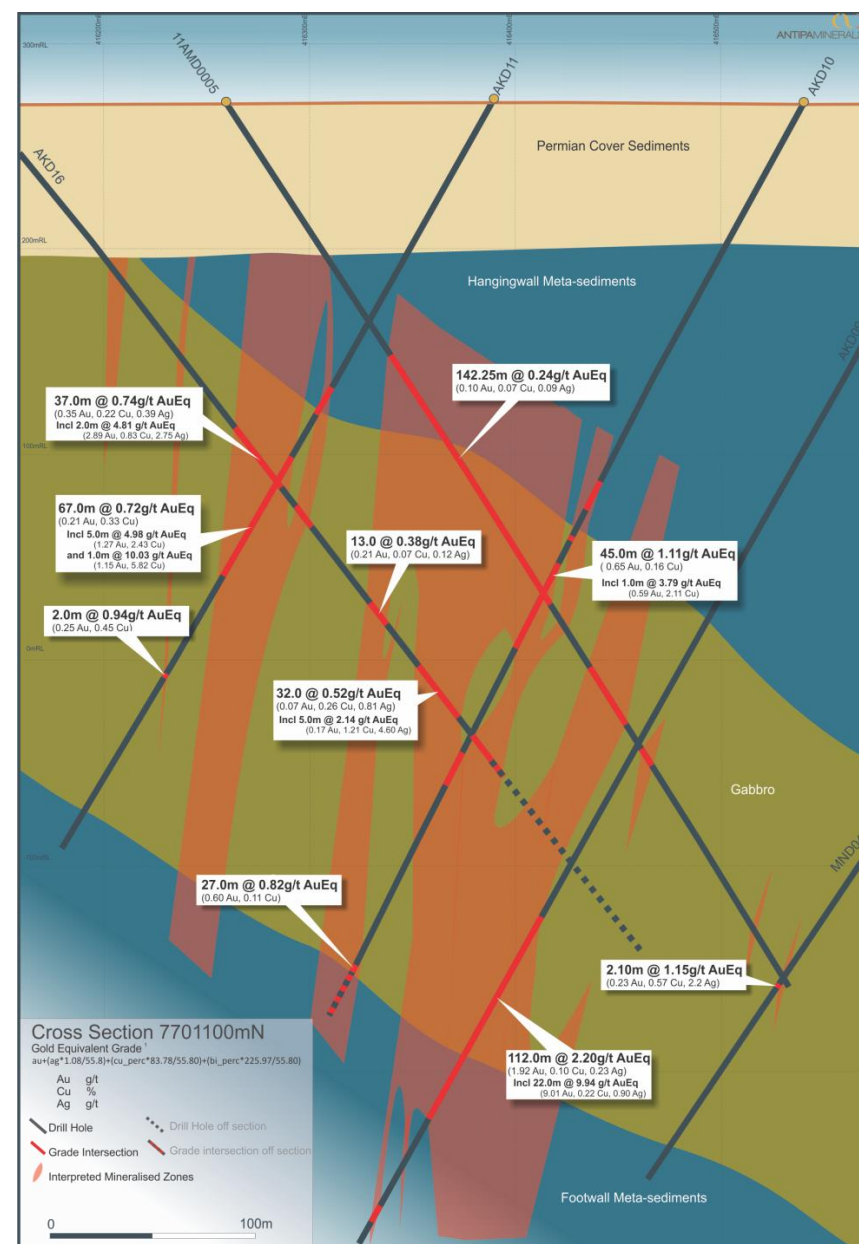 416200mN
416300mN
416400mN
416500mN
ANTIPAMINERAL
300mRL
11AMD0005
AKD11
AKD10
Permian Cover Sediments
AKD16
200mRL
Hangingwall Meta-sediments
37.0m @ 0.74g/t AuEq
(0.35 Au, 0.22 Cu, 0.39 Ag)
Incl 2.0m @ 4.81 g/t AuEq
(2.89 Au, 0.83 Cu, 2.75 Ag)
142.25m @ 0.24g/t AuEq
(0.10 Au, 0.07 Cu, 0.09 Ag)
100mRL
67.0m @ 0.72g/t AuEq
(0.21 Au, 0.33 Cu)
Incl 5.0m @ 4.98 g/t AuEq
(1.27 Au, 2.43 Cu)
and 1.0m @ 10.03 g/t AuEq
(1.15 Au, 5.82 Cu)
13.0 @ 0.38g/t AuEq
(0.21 Au, 0.07 Cu, 0.12 Ag)
45.0m @ 1.11g/t AuEq
( 0.65 Au, 0.16 Cu)
Incl 1.0m @ 3.79 g/t AuEq
(0.59 Au, 2.11 Cu)
2.0m @ 0.94g/t AuEq
(0.25 Au, 0.45 Cu)
0mRL
32.0 @ 0.52g/t AuEq
(0.07 Au, 0.26 Cu, 0.81 Ag)
Incl 5.0m @ 2.14 g/t AuEq
(0.17 Au, 1.21 Cu, 4.60 Ag)
Gabbro
27.0m @ 0.82g/t AuEq
(0.60 Au, 0.11 Cu)
2.10m @ 1.15g/t AuEq
(0.23 Au, 0.57 Cu, 2.2 Ag)
112.0m @ 2.20g/t AuEq
(1.92 Au, 0.10 Cu, 0.23 Ag)
Incl 22.0m @ 9.94 g/t AuEq
(9.01 Au, 0.22 Cu, 0.90 Ag)
Footwall Meta-sediments
Cross Section 7701100mN
Gold Equivalent Grade 1
au+(ag*1.08/55.8)+(cu_perc*83.78/55.80)+(bi_perc*225.97/55.80)
Au g/t
Cu %
Ag g/t
Drill Hole
Drill Hole off section
Grade Intersection
Grade intersection off section
Interpreted Mineralised Zones
0 100m